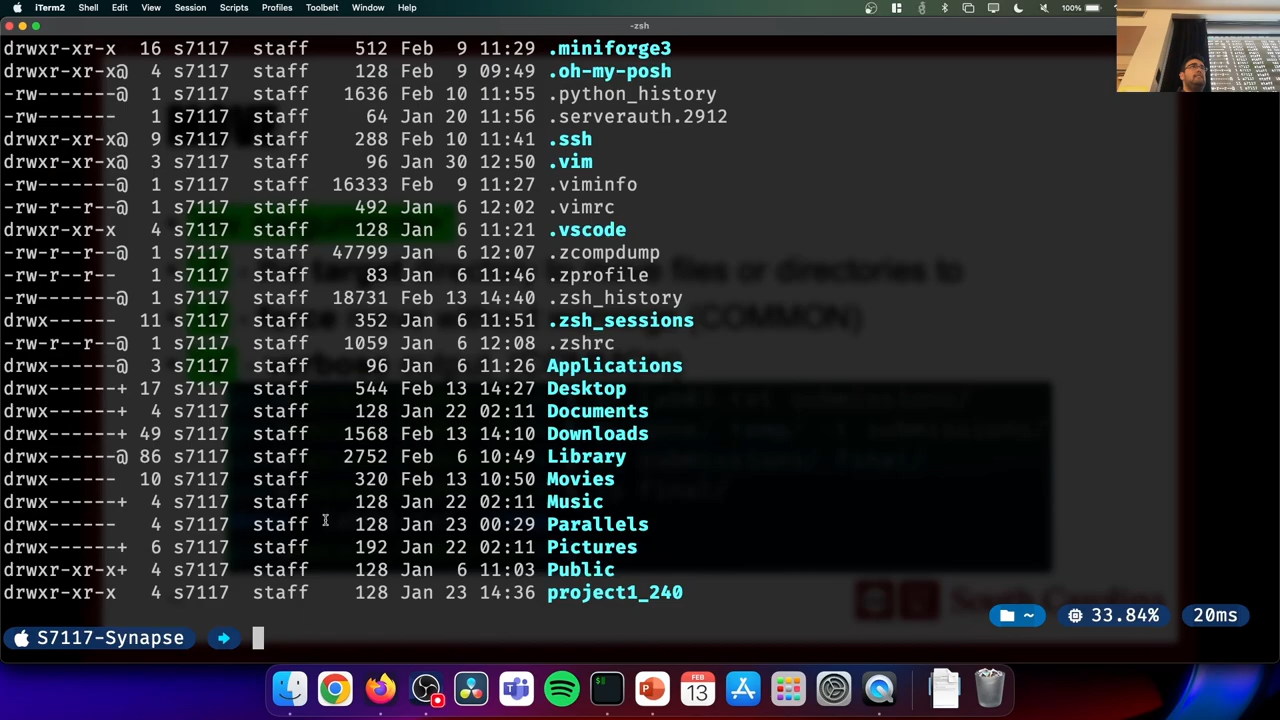 iTerm2 Shell Edit View Session Scripts Profiles Toolbelt Window Help 100%
-zsh
drwxr-xr-x 16 s7117 staff 512 Feb 9 11:29 .miniforge3
drwxr-xr-x@ 4 s7117 staff 128 Feb 9 09:49 .oh-my-posh
-rw-------@ 1 s7117 staff 1636 Feb 10 11:55 .python_history
-rw------- 1 s7117 staff 64 Jan 20 11:56 .serverauth.2912
drwxr-xr-x@ 9 s7117 staff 288 Feb 10 11:41 .ssh
drwxr-xr-x@ 3 s7117 staff 96 Jan 30 12:50 .vim
-rw-------@ 1 s7117 staff 16333 Feb 9 11:27 .viminfo
-rw-r--r--@ 1 s7117 staff 492 Jan 6 12:02 .vimrc
drwxr-xr-x 4 s7117 staff 128 Jan 6 11:21 .vscode
-rw-r--r--@ 1 s7117 staff 47799 Jan 6 12:07 .zcompdump
-rw-r--r-- 1 s7117 staff 83 Jan 6 11:46 .zprofile
-rw-------@ 1 s7117 staff 18731 Feb 13 14:40 .zsh_history
drwx------ 11 s7117 staff 352 Jan 6 11:51 .zsh_sessions
-rw-r--r--@ 1 s7117 staff 1059 Jan 6 12:08 .zshrc
drwx------@ 3 s7117 staff 96 Jan 6 11:26 Applications
drwx------+ 17 s7117 staff 544 Feb 13 14:27 Desktop
drwx------+ 4 s7117 staff 128 Jan 22 02:11 Documents
drwx------+ 49 s7117 staff 1568 Feb 13 14:10 Downloads
drwx------@ 86 s7117 staff 2752 Feb 6 10:49 Library
drwx------ 10 s7117 staff 320 Feb 13 10:50 Movies
drwx------+ 4 s7117 staff 128 Jan 22 02:11 Music
drwx------ 4 s7117 staff 128 Jan 23 00:29 Parallels
drwx------+ 6 s7117 staff 192 Jan 22 02:11 Pictures
drwxr-xr-x+ 4 s7117 staff 128 Jan 6 11:03 Public
drwxr-xr-x 4 s7117 staff 128 Jan 23 14:36 project1_240
~ 33.84% 20ms
S7117-Synapse
FEB
13